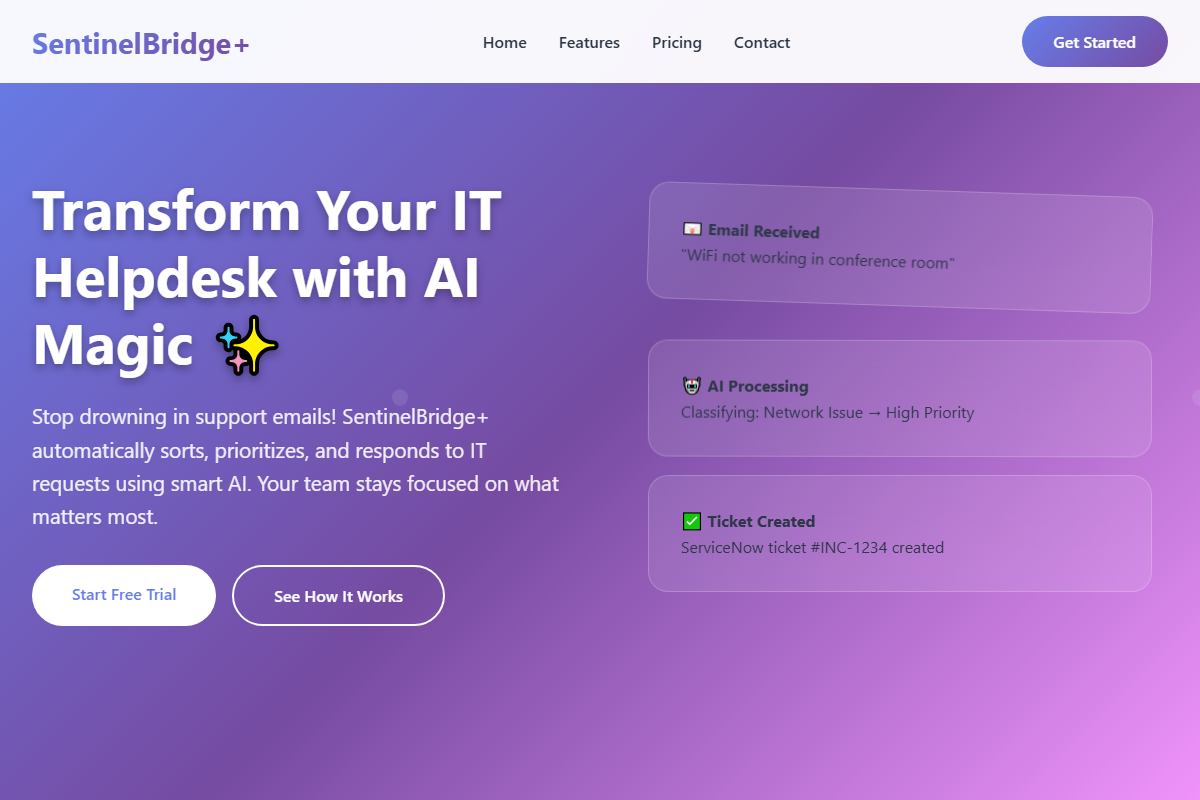 SentinelBridge+
Home
Features
Pricing
Contact
Get Started
Transform Your IT
Helpdesk with AI
Magic ✨
Stop drowning in support emails! SentinelBridge+
automatically sorts, prioritizes, and responds to IT
requests using smart AI. Your team stays focused on what
matters most.
Start Free Trial
See How It Works
📧 Email Received
"WiFi not working in conference room"
🤖 AI Processing
Classifying: Network Issue → High Priority
✅ Ticket Created
ServiceNow ticket #INC-1234 created